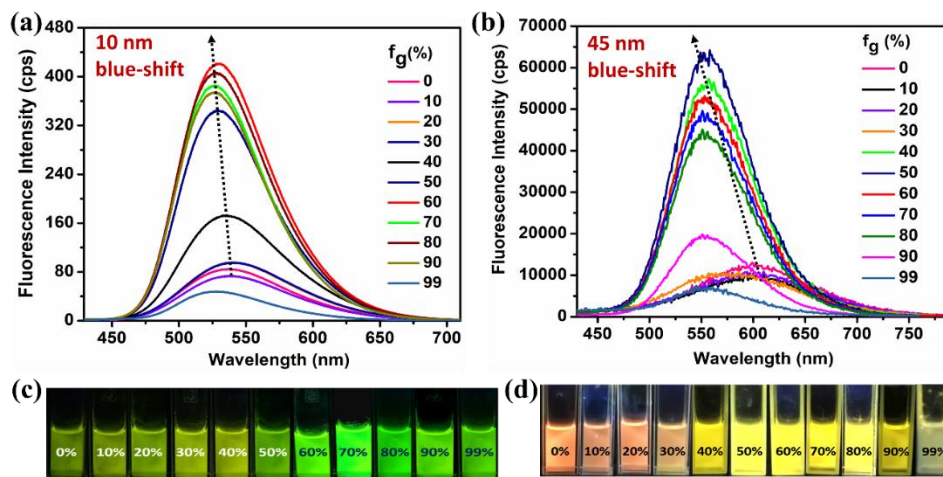 (a)
10 nm
blue-shift
f_g(%)
0
10
20
30
40
50
60
70
80
90
99
480
400
320
240
160
80
0
Fluorescence Intensity (cps)
450 500 550 600 650 700
Wavelength (nm)
(b)
45 nm
blue-shift
f_g (%)
0
10
20
30
40
50
60
70
80
90
99
70000
60000
50000
40000
30000
20000
10000
0
Fluorescence Intensity (cps)
450 500 550 600 650 700 750
Wavelength (nm)
(c)
0% 10% 20% 30% 40% 50% 60% 70% 80% 90% 99%
(d)
0% 10% 20% 30% 40% 50% 60% 70% 80% 90% 99%